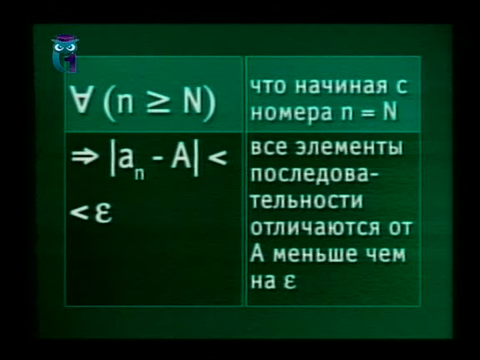 ∀ (n ≥ N)
что начиная с
номера n = N
⇒ |aₙ - A| <
< ε
все элементы
последова-
тельности
отличаются от
А меньше чем
на ε